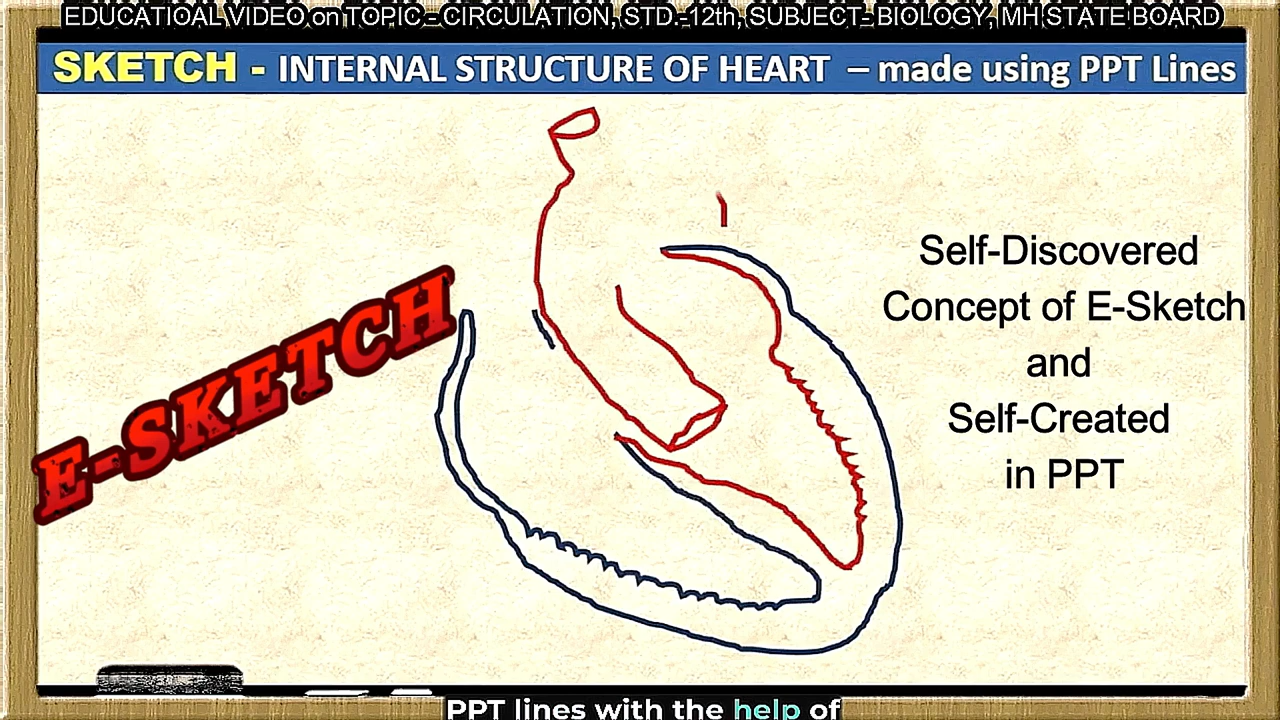 EDUCATIOAL VIDEO on TOPIC - CIRCULATION, STD.-12th, SUBJECT- BIOLOGY, MH STATE BOARD
SKETCH - INTERNAL STRUCTURE OF HEART – made using PPT Lines
E-SKETCH
Self-Discovered
Concept of E-Sketch
and
Self-Created
in PPT
PPT lines with the help of